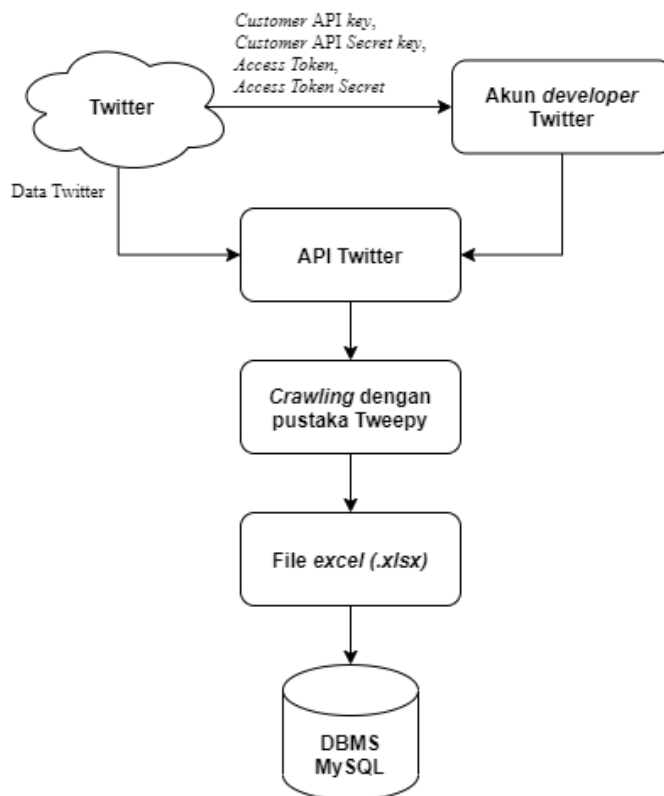 Customer API key,
Customer API Secret key,
Access Token,
Access Token Secret
Twitter
Akun developer
Twitter
Data Twitter
API Twitter
Crawling dengan
pustaka Tweepy
File excel (.xlsx)
DBMS
MySQL